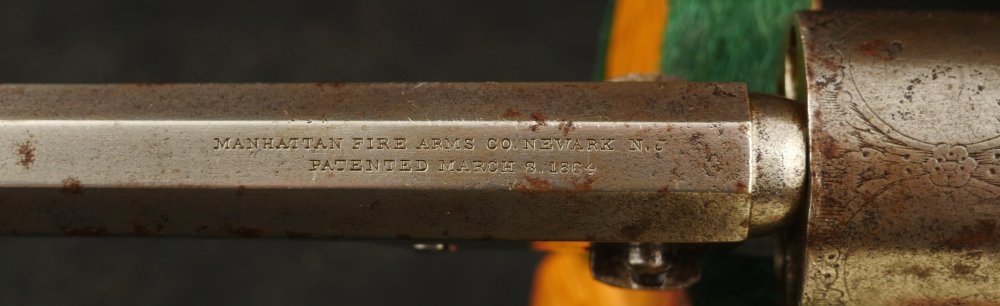 MANHATTAN FIRE ARMS CO. NEWARK N.J
PATENTED MARCH 8, 1864